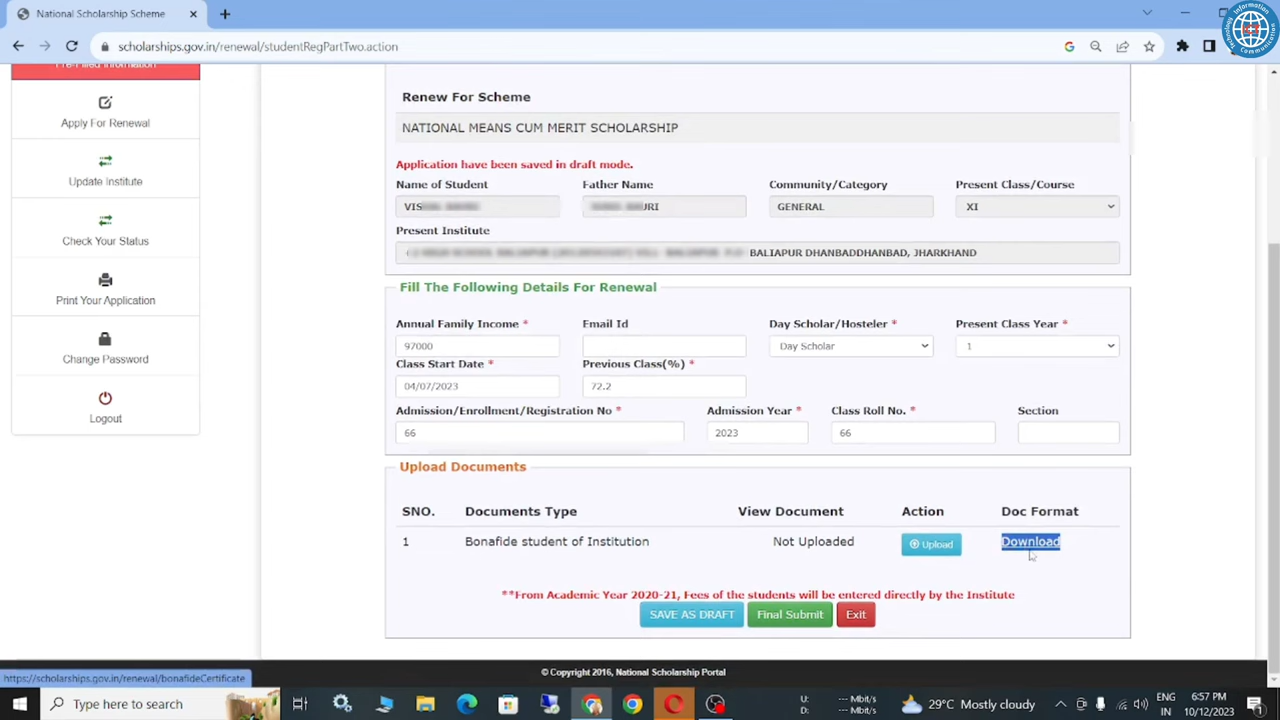 National Scholarship Scheme
scholarships.gov.in/renewal/studentRegPartTwo.action
Information
Communication
Technology
Pre-Filled Information
Apply For Renewal
Update Institute
Check Your Status
Print Your Application
Change Password
Logout
Renew For Scheme
NATIONAL MEANS CUM MERIT SCHOLARSHIP
Application have been saved in draft mode.
Name of Student Father Name Community/Category Present Class/Course
GENERAL XI
Present Institute
BALIAPUR DHANBADDHANBAD, JHARKHAND
Fill The Following Details For Renewal
Annual Family Income * Email Id Day Scholar/Hosteler * Present Class Year *
97000 Day Scholar 1
Class Start Date * Previous Class(%) *
04/07/2023 72.2
Admission/Enrollment/Registration No * Admission Year * Class Roll No. * Section
66 2023 66
Upload Documents
SNO. Documents Type View Document Action Doc Format
1 Bonafide student of Institution Not Uploaded Upload Download
**From Academic Year 2020-21, Fees of the students will be entered directly by the Institute
SAVE AS DRAFT Final Submit Exit
© Copyright 2016, National Scholarship Portal
https://scholarships.gov.in/renewal/bonafideCertificate
Type here to search
U: --- Mbit/s
D: --- Mbit/s
29°C Mostly cloudy
ENG
IN
6:57 PM
10/12/2023